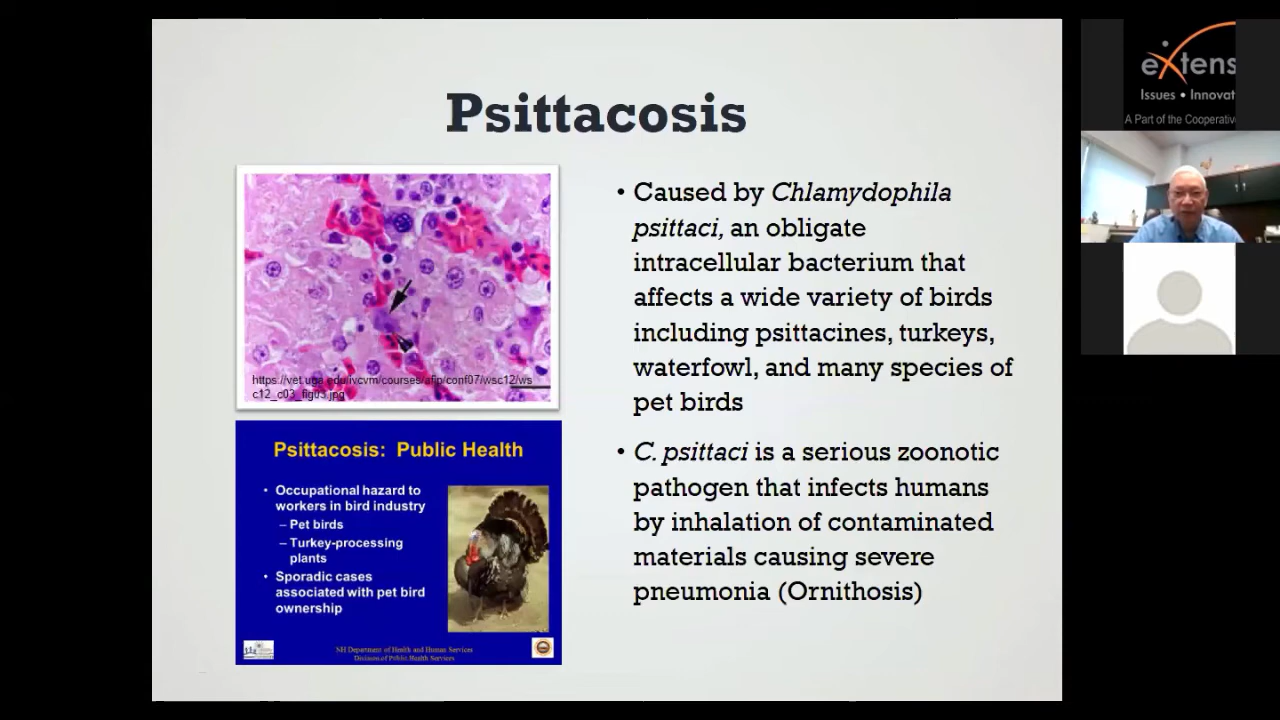 Psittacosis
https://vet.uga.edu/ivcvm/courses/afip/conf07/wsc12/ws
c12_c03_figu3.jpg
Psittacosis: Public Health
• Occupational hazard to
workers in bird industry
– Pet birds
– Turkey-processing
plants
• Sporadic cases
associated with pet bird
ownership
NH Department of Health and Human Services
Division of Public Health Services
• Caused by Chlamydophila
psittaci, an obligate
intracellular bacterium that
affects a wide variety of birds
including psittacines, turkeys,
waterfowl, and many species of
pet birds
• C. psittaci is a serious zoonotic
pathogen that infects humans
by inhalation of contaminated
materials causing severe
pneumonia (Ornithosis)
eXtens
Issues • Innovat
A Part of the Cooperativ